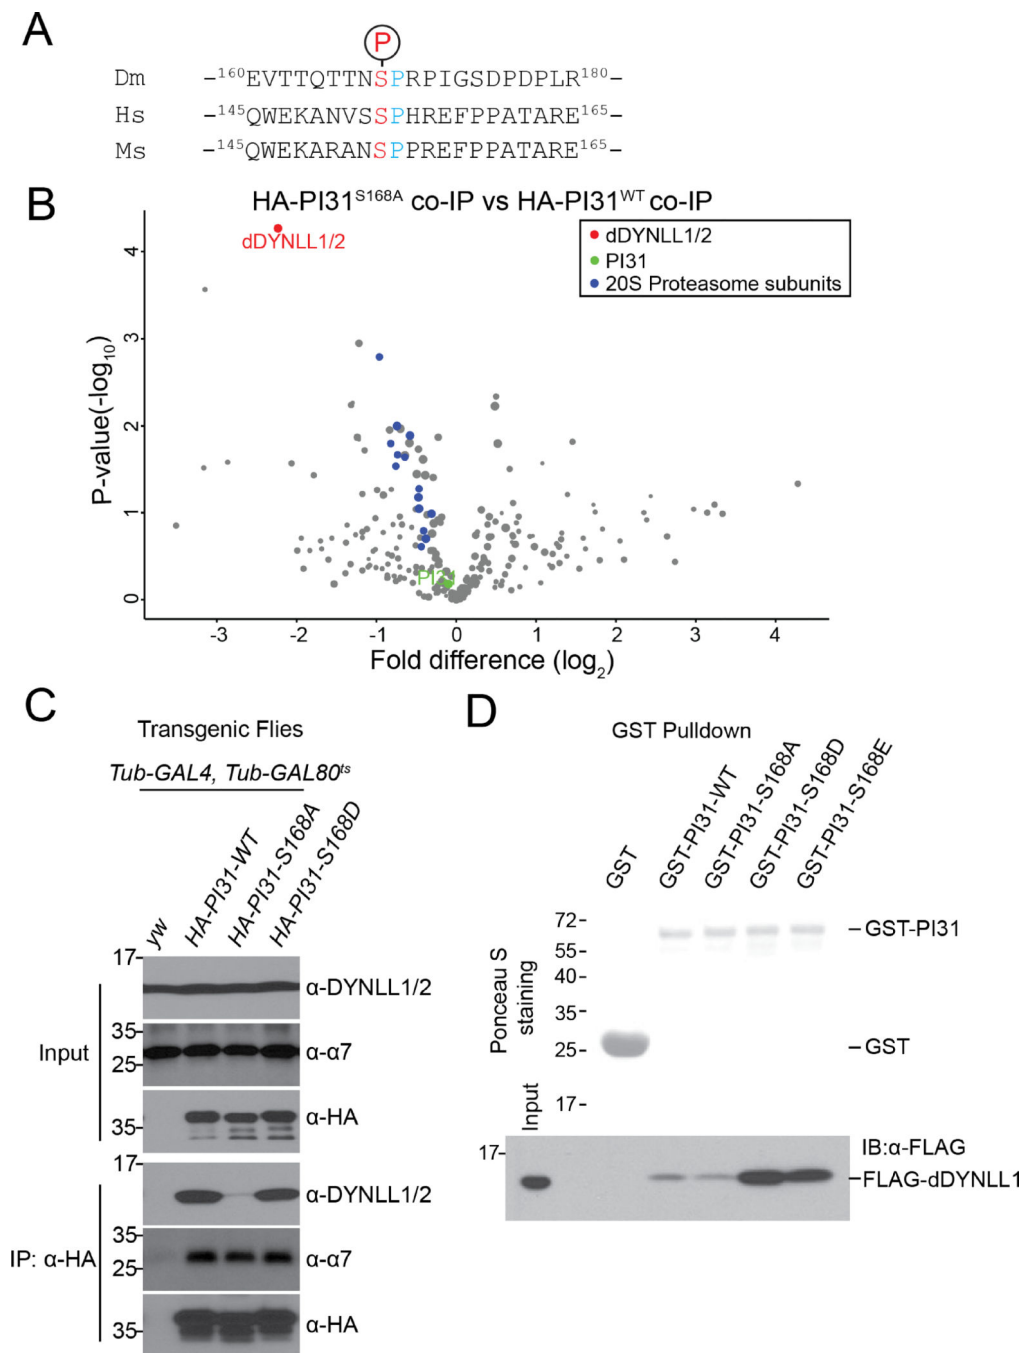 A
P
Dm –160EVTTQTTNSPRPIGSDPDPLR180–
Hs –145QWEKANVSSPHREFPPATARE165–
Ms –145QWEKARANSPPREFPPATARE165–
B
HA-PI31S168A co-IP vs HA-PI31WT co-IP
dDYNLL1/2
dDYNLL1/2
PI31
20S Proteasome subunits
P-value(-log10)
4
3
2
1
0
PI31
-3 -2 -1 0 1 2 3 4
Fold difference (log2)
C
Transgenic Flies
Tub-GAL4, Tub-GAL80ts
yw
HA-PI31-WT
HA-PI31-S168A
HA-PI31-S168D
Input
17-
α-DYNLL1/2
35-
25-
α-α7
35-
α-HA
IP: α-HA
17-
α-DYNLL1/2
35-
25-
α-α7
35-
α-HA
D
GST Pulldown
GST
GST-PI31-WT
GST-PI31-S168A
GST-PI31-S168D
GST-PI31-S168E
Ponceau S
staining
72-
55-
40-
35-
25-
17-
–GST-PI31
–GST
Input
17-
IB:α-FLAG
–FLAG-dDYNLL1